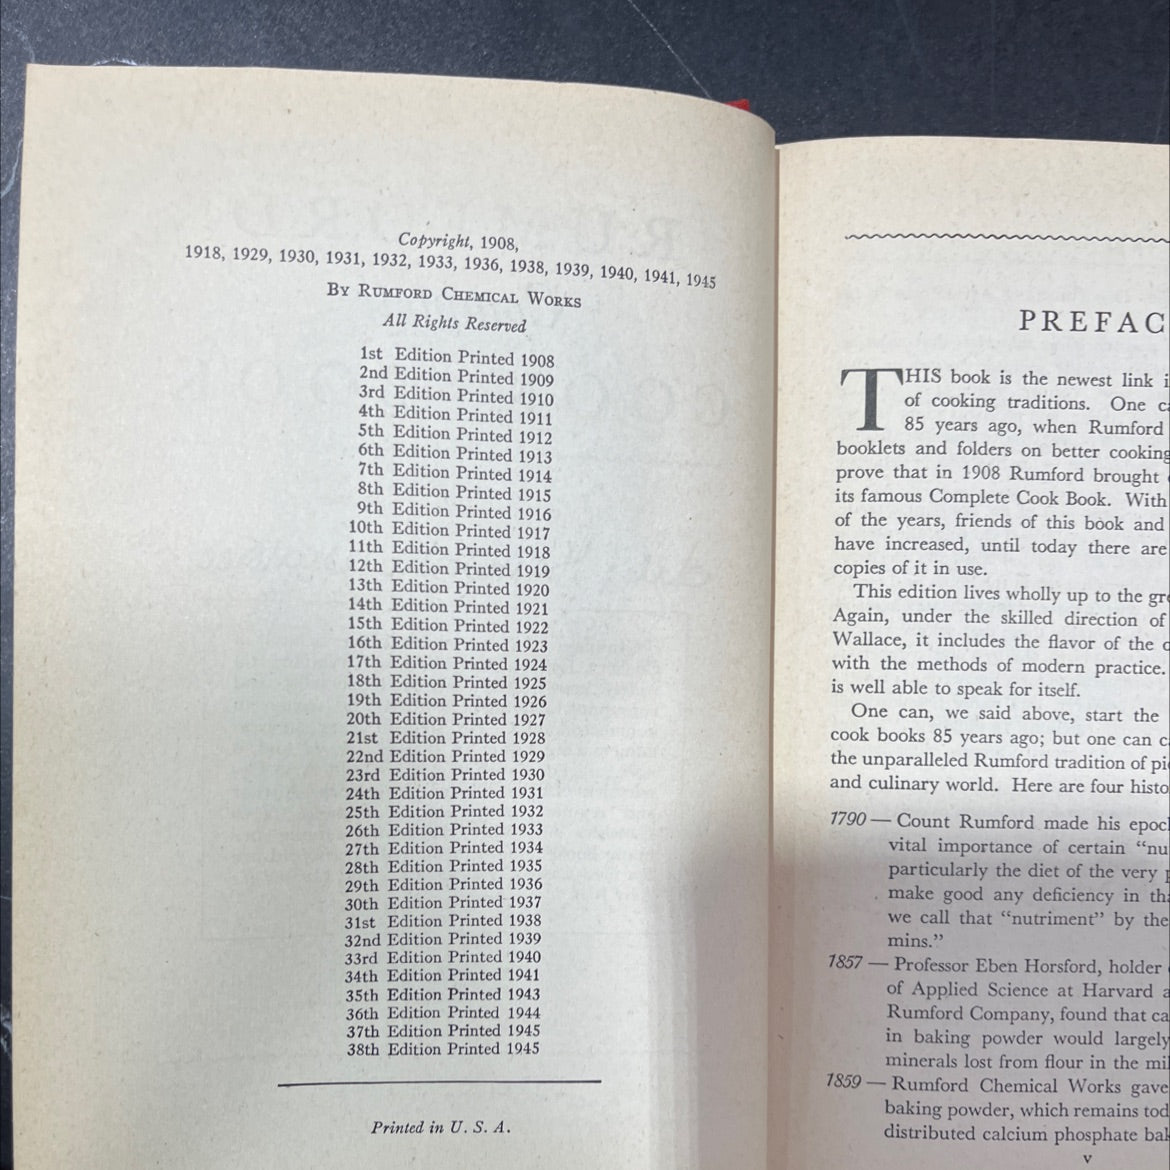 Copyright, 1908,
1918, 1929, 1930, 1931, 1932, 1933, 1936, 1938, 1939, 1940, 1941, 1945
By Rumford Chemical Works
All Rights Reserved
1st Edition Printed 1908
2nd Edition Printed 1909
3rd Edition Printed 1910
4th Edition Printed 1911
5th Edition Printed 1912
6th Edition Printed 1913
7th Edition Printed 1914
8th Edition Printed 1915
9th Edition Printed 1916
10th Edition Printed 1917
11th Edition Printed 1918
12th Edition Printed 1919
13th Edition Printed 1920
14th Edition Printed 1921
15th Edition Printed 1922
16th Edition Printed 1923
17th Edition Printed 1924
18th Edition Printed 1925
19th Edition Printed 1926
20th Edition Printed 1927
21st Edition Printed 1928
22nd Edition Printed 1929
23rd Edition Printed 1930
24th Edition Printed 1931
25th Edition Printed 1932
26th Edition Printed 1933
27th Edition Printed 1934
28th Edition Printed 1935
29th Edition Printed 1936
30th Edition Printed 1937
31st Edition Printed 1938
32nd Edition Printed 1939
33rd Edition Printed 1940
34th Edition Printed 1941
35th Edition Printed 1943
36th Edition Printed 1944
37th Edition Printed 1945
38th Edition Printed 1945
Printed in U. S. A.
PREFAC
THIS book is the newest link
of cooking traditions. One
85 years ago, when Rumford
booklets and folders on better cooking
prove that in 1908 Rumford brought
its famous Complete Cook Book. With
of the years, friends of this book and
have increased, until today there are
copies of it in use.
This edition lives wholly up to the
Again, under the skilled direction of
Wallace, it includes the flavor of the
with the methods of modern practice.
is well able to speak for itself.
One can, we said above, start the
cook books 85 years ago; but one can
the unparalleled Rumford tradition of
and culinary world. Here are four histo
1790 — Count Rumford made his epoch
vital importance of certain “nu
particularly the diet of the very
make good any deficiency in
we call that “nutriment” by the
mins.”
1857 — Professor Eben Horsford, holder
of Applied Science at Harvard
Rumford Company, found that ca
in baking powder would largely
minerals lost from flour in the mil
1859 — Rumford Chemical Works gave
baking powder, which remains tod
distributed calcium phosphate bak
v